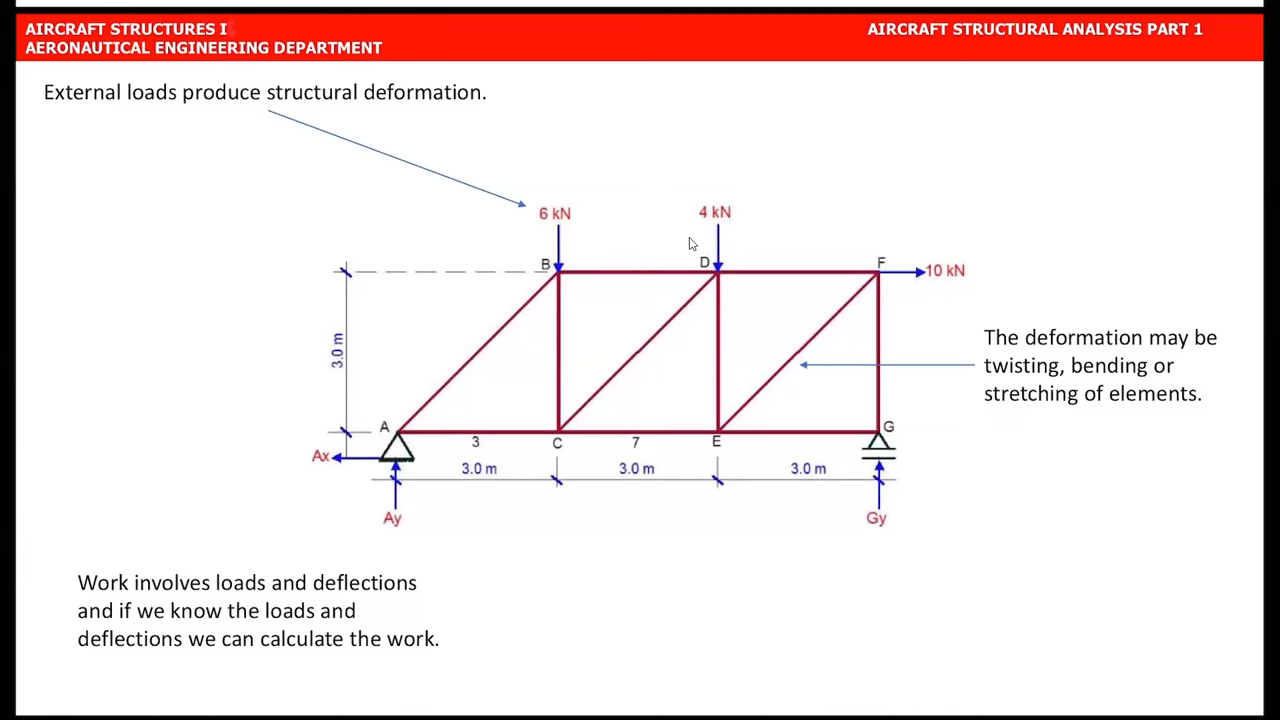 AIRCRAFT STRUCTURES I
AIRCRAFT STRUCTURAL ANALYSIS PART 1
AERONAUTICAL ENGINEERING DEPARTMENT
External loads produce structural deformation.
6 kN
4 kN
B
D
F
10 kN
3.0 m
The deformation may be
twisting, bending or
stretching of elements.
A
3
C
7
E
G
Ax
3.0 m
3.0 m
3.0 m
Ay
Gy
Work involves loads and deflections
and if we know the loads and
deflections we can calculate the work.